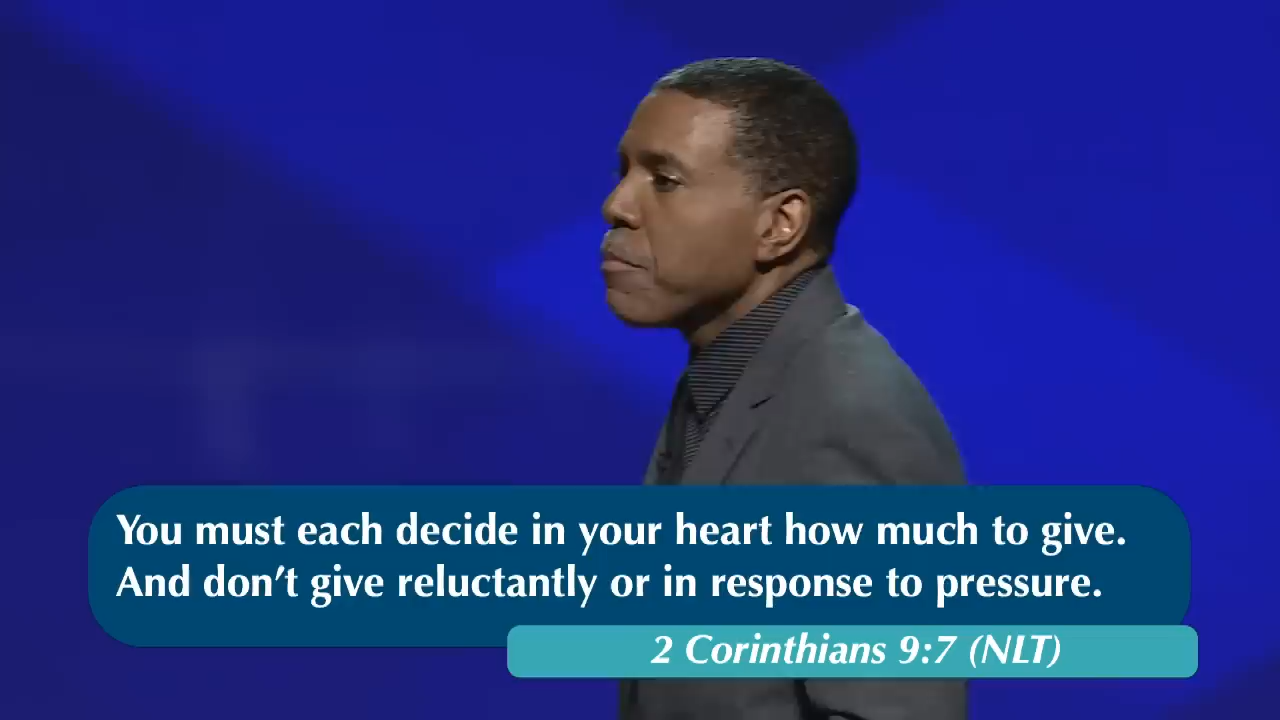 You must each decide in your heart how much to give.
And don’t give reluctantly or in response to pressure.
2 Corinthians 9:7 (NLT)